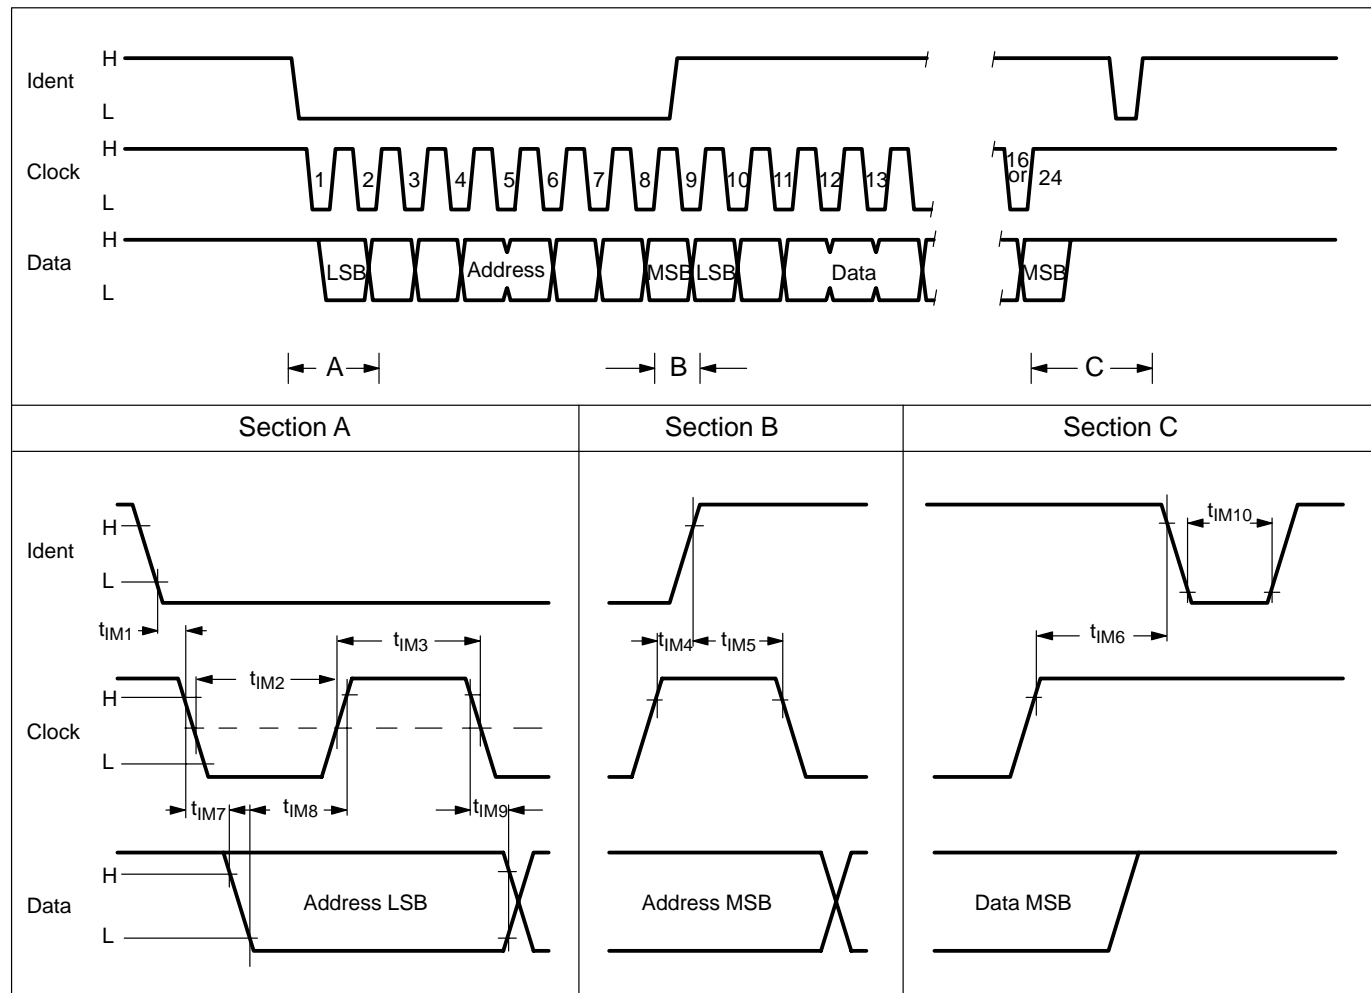 H
Ident
L
H
Clock
L
1 2 3 4 5 6 7 8 9 10 11 12 13
16
or
24
H
Data
L
LSB Address MSB LSB Data MSB
A B C
Section A Section B Section C
H
Ident
L
tIM10
tIM1 tIM3 tIM4 tIM5 tIM6
tIM2
H
Clock
L
tIM7 tIM8 tIM9
H
Data
L
Address LSB Address MSB Data MSB